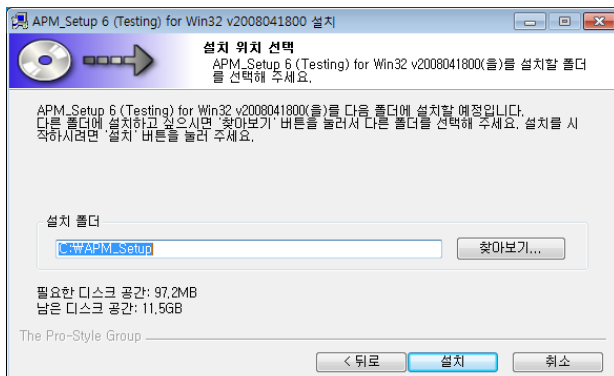 APM_Setup 6 (Testing) for Win32 v2008041800 설치
설치 위치 선택
APM_Setup 6 (Testing) for Win32 v2008041800(을)를 설치할 폴더
를 선택해 주세요.
APM_Setup 6 (Testing) for Win32 v2008041800(을)를 다음 폴더에 설치할 예정입니다.
다른 폴더에 설치하고 싶으시면 '찾아보기' 버튼을 눌러서 다른 폴더를 선택해 주세요. 설치를 시
작하시려면 '설치' 버튼을 눌러 주세요.
설치 폴더
C:₩APM_Setup
찾아보기...
필요한 디스크 공간: 97.2MB
남은 디스크 공간: 11.5GB
The Pro-Style Group
< 뒤로
설치
취소